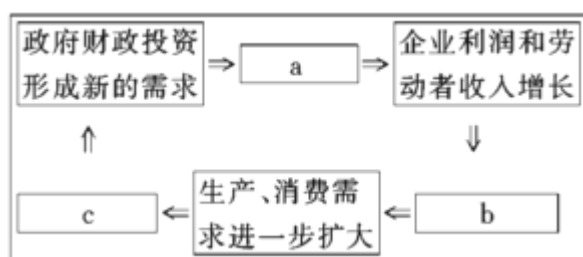 政府财政投资
形成新的需求
a
企业利润和劳
动者收入增长
c
生产、消费需
求进一步扩大
b